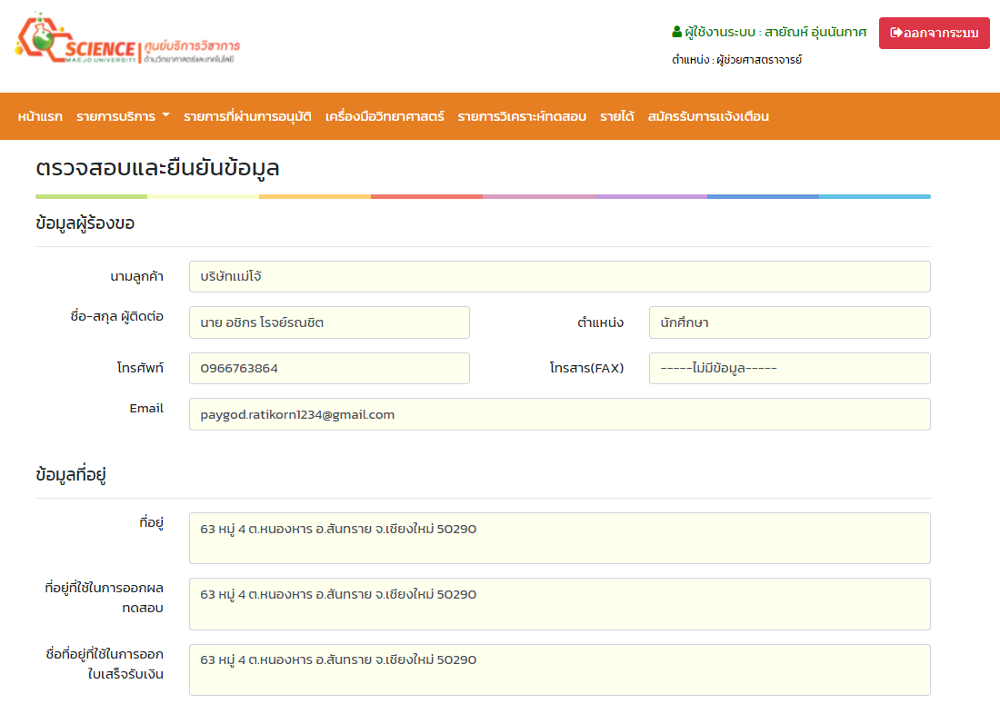 SCIENCE
MAEJO UNIVERSITY
ศูนย์บริการวิชาการ
ด้านวิทยาศาสตร์และเทคโนโลยี
ผู้ใช้งานระบบ : สายัณห์ อุ่นนันกาศ
ออกจากระบบ
ตำแหน่ง : ผู้ช่วยศาสตราจารย์
หน้าแรก รายการบริการ รายการที่ผ่านการอนุมัติ เครื่องมือวิทยาศาสตร์ รายการวิเคราะห์ทดสอบ รายได้ สมัครรับการแจ้งเตือน
ตรวจสอบและยืนยันข้อมูล
ข้อมูลผู้ร้องขอ
นามลูกค้า บริษัทแม่โจ้
ชื่อ-สกุล ผู้ติดต่อ นาย อชิกร โรจย์รณชิต ตำแหน่ง นักศึกษา
โทรศัพท์ 0966763864 โทรสาร(FAX) -----ไม่มีข้อมูล-----
Email paygod.ratikorn1234@gmail.com
ข้อมูลที่อยู่
ที่อยู่ 63 หมู่ 4 ต.หนองหาร อ.สันทราย จ.เชียงใหม่ 50290
ที่อยู่ที่ใช้ในการออกผล
ทดสอบ
63 หมู่ 4 ต.หนองหาร อ.สันทราย จ.เชียงใหม่ 50290
ชื่อที่อยู่ที่ใช้ในการออก
ใบเสร็จรับเงิน
63 หมู่ 4 ต.หนองหาร อ.สันทราย จ.เชียงใหม่ 50290